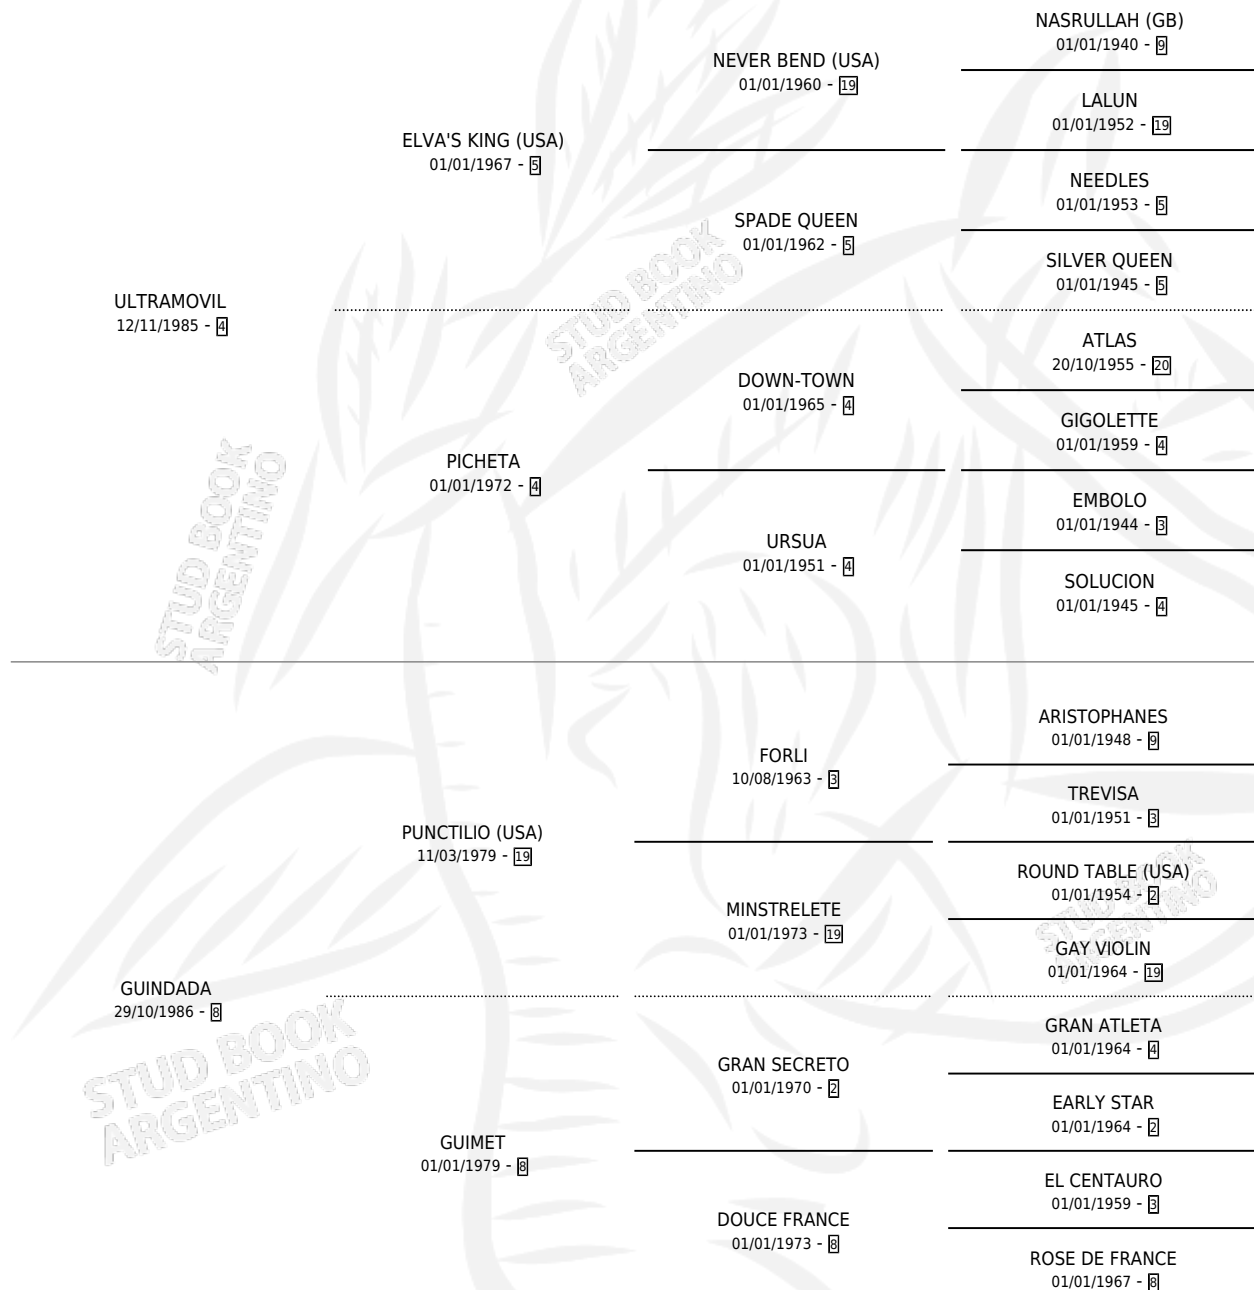 NASRULLAH (GB)
01/01/1940 - 9
NEVER BEND (USA)
01/01/1960 - 19
LALUN
01/01/1952 - 19
ELVA'S KING (USA)
01/01/1967 - 5
NEEDLES
01/01/1953 - 5
SPADE QUEEN
01/01/1962 - 5
SILVER QUEEN
01/01/1945 - 5
ULTRAMOVIL
12/11/1985 - 4
ATLAS
20/10/1955 - 20
DOWN-TOWN
01/01/1965 - 4
GIGOLETTE
01/01/1959 - 4
PICHETA
01/01/1972 - 4
EMBOLO
01/01/1944 - 3
URSUA
01/01/1951 - 4
SOLUCION
01/01/1945 - 4
STUD BOOK
ARGENTINO
STUD BOOK
ARGENTINO
ARISTOPHANES
01/01/1948 - 9
FORLI
10/08/1963 - 3
TREVISA
01/01/1951 - 3
PUNCTILIO (USA)
11/03/1979 - 19
ROUND TABLE (USA)
01/01/1954 - 2
MINSTRELETE
01/01/1973 - 19
GAY VIOLIN
01/01/1964 - 19
GUINDADA
29/10/1986 - 8
GRAN ATLETA
01/01/1964 - 4
GRAN SECRETO
01/01/1970 - 2
EARLY STAR
01/01/1964 - 2
GUIMET
01/01/1979 - 8
EL CENTAURO
01/01/1959 - 3
DOUCE FRANCE
01/01/1973 - 8
ROSE DE FRANCE
01/01/1967 - 8
STUD BOOK
ARGENTINO
STUD BOOK
ARGENTINO